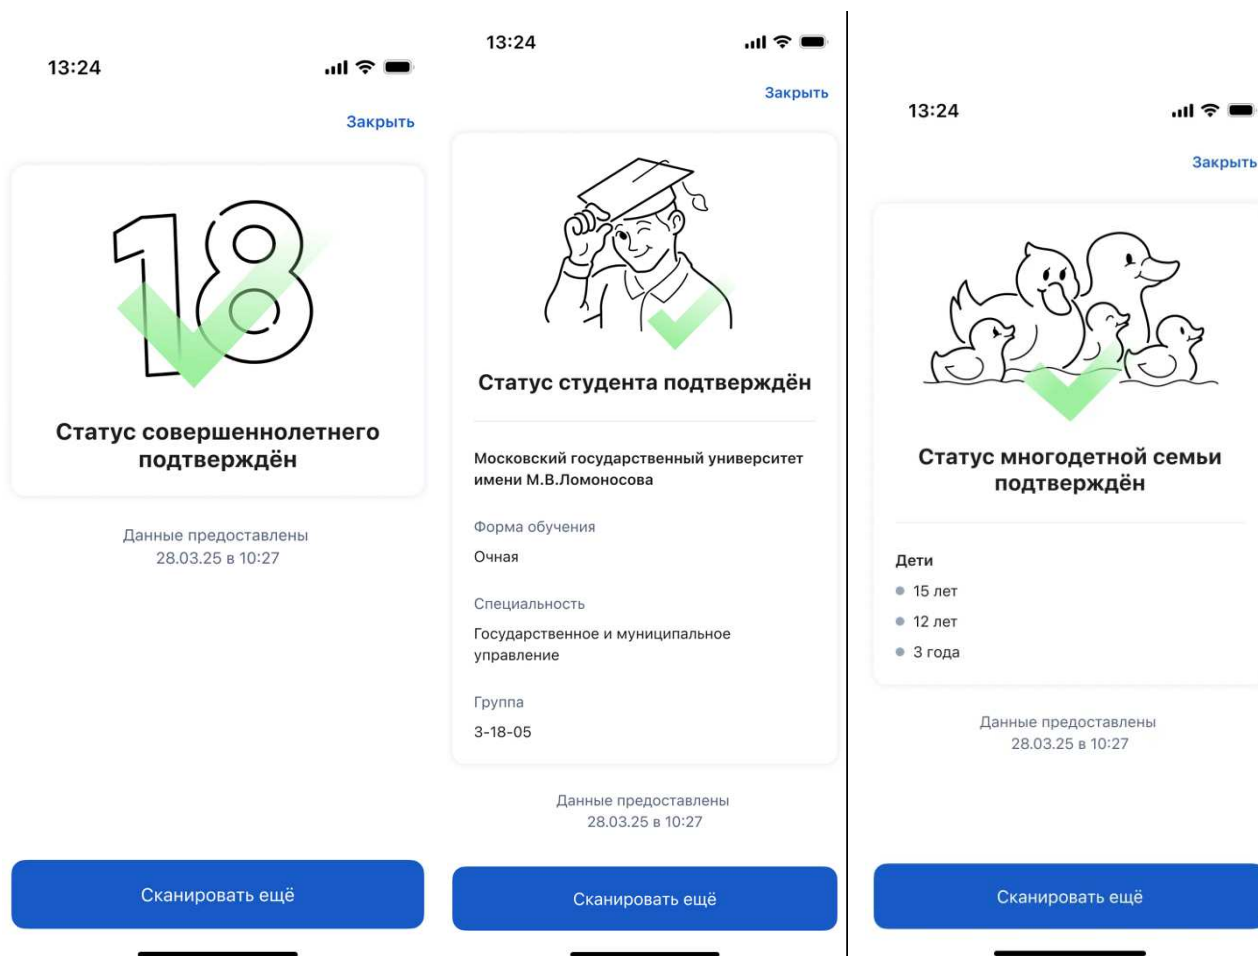 13:24
Закрыть
18
Статус совершеннолетнего
подтверждён
Данные предоставлены
28.03.25 в 10:27
Сканировать ещё
13:24
Закрыть
Статус студента подтверждён
Московский государственный университет
имени М.В.Ломоносова
Форма обучения
Очная
Специальность
Государственное и муниципальное
управление
Группа
3-18-05
Данные предоставлены
28.03.25 в 10:27
Сканировать ещё
13:24
Закрыть
Статус многодетной семьи
подтверждён
Дети
15 лет
12 лет
3 года
Данные предоставлены
28.03.25 в 10:27
Сканировать ещё